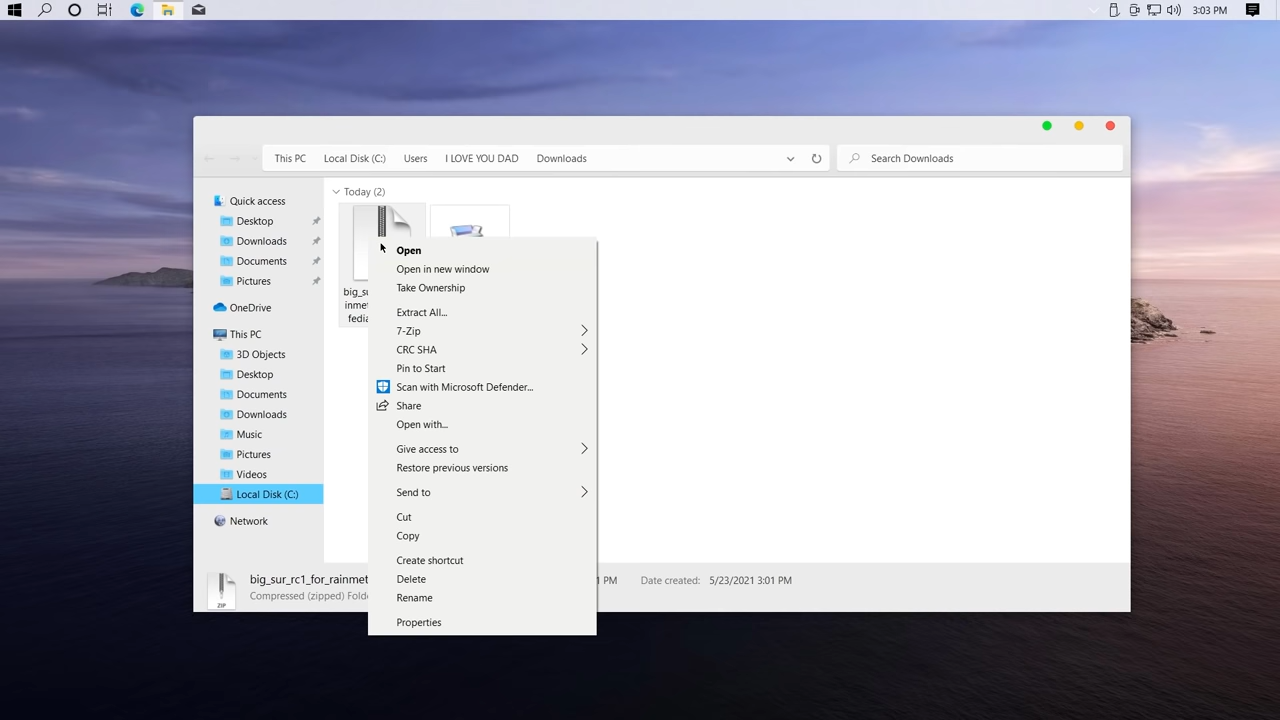 3:03 PM
This PC
Local Disk (C:)
Users
I LOVE YOU DAD
Downloads
Search Downloads
Quick access
Desktop
Downloads
Documents
Pictures
OneDrive
This PC
3D Objects
Desktop
Documents
Downloads
Music
Pictures
Videos
Local Disk (C:)
Network
Today (2)
Open
Open in new window
Take Ownership
Extract All...
7-Zip
CRC SHA
Pin to Start
Scan with Microsoft Defender...
Share
Open with...
Give access to
Restore previous versions
Send to
Cut
Copy
Create shortcut
Delete
Rename
Properties
ZIP
big_sur_rc1_for_rainmet
Compressed (zipped) Folde
PM
Date created: 5/23/2021 3:01 PM